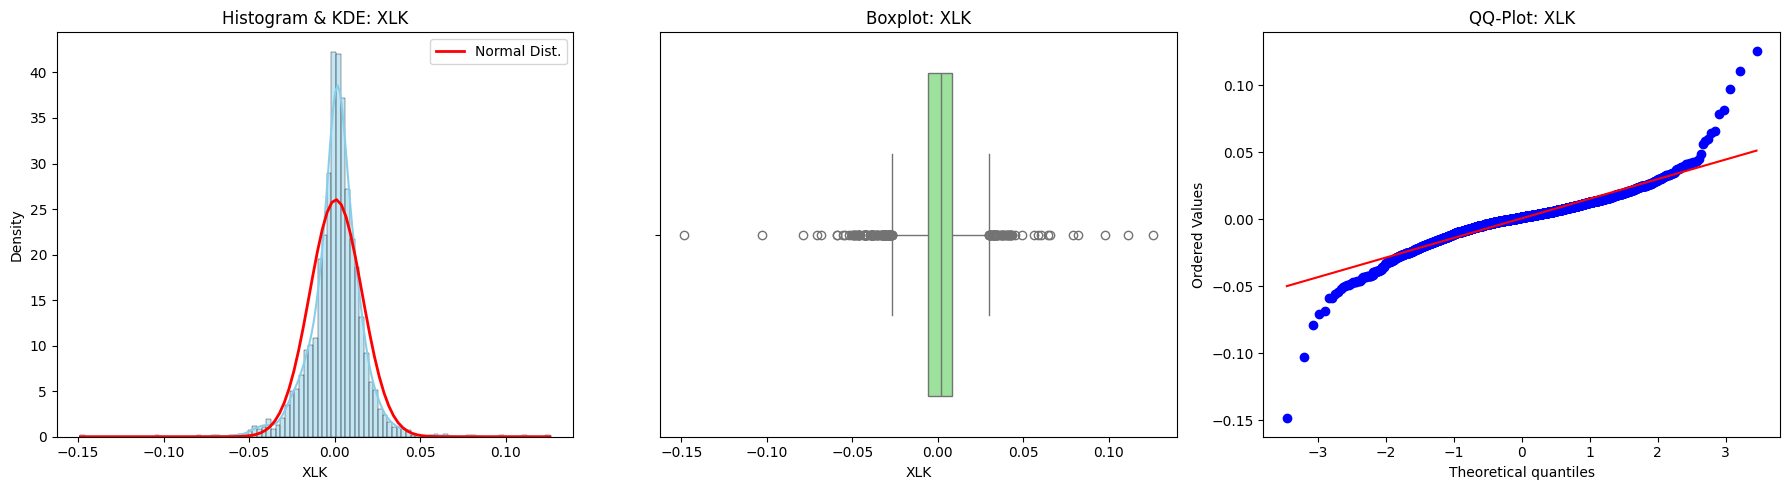 Histogram & KDE: XLK
Normal Dist.
Density
40
35
30
25
20
15
10
5
0
−0.15 −0.10 −0.05 0.00 0.05 0.10
XLK
Boxplot: XLK
−0.15 −0.10 −0.05 0.00 0.05 0.10
XLK
QQ-Plot: XLK
Ordered Values
0.10
0.05
0.00
−0.05
−0.10
−0.15
−3 −2 −1 0 1 2 3
Theoretical quantiles